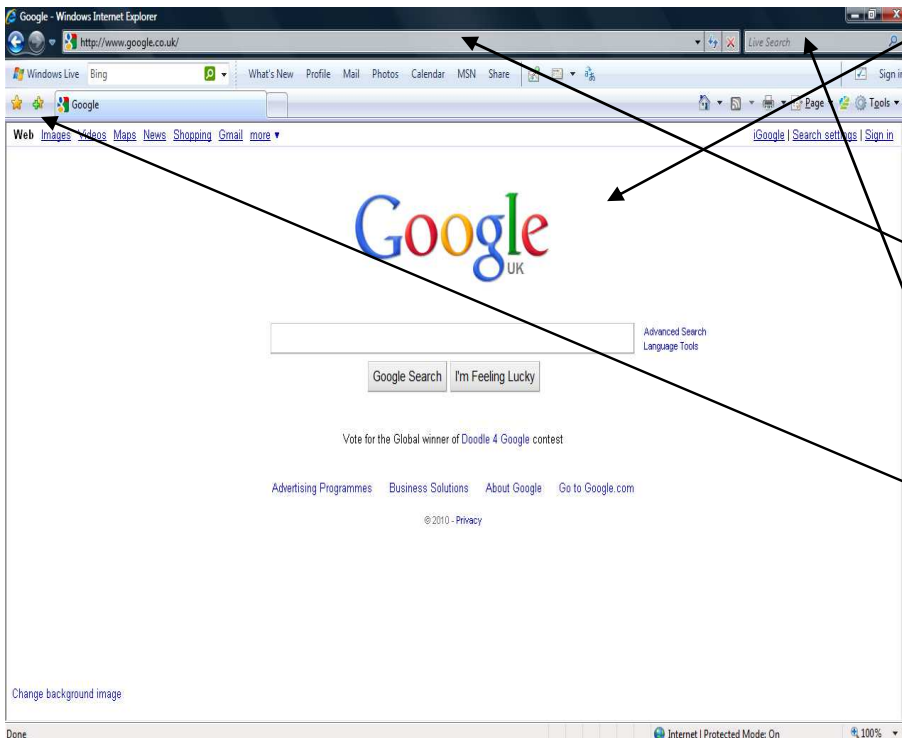 Google - Windows Internet Explorer
http://www.google.co.uk/ Live Search
Windows Live Bing What's New Profile Mail Photos Calendar MSN Share Sign in
Google Page Tools
Web Images Videos Maps News Shopping Gmail more iGoogle | Search settings | Sign in
Google
UK
Advanced Search
Language Tools
Google Search I'm Feeling Lucky
Vote for the Global winner of Doodle 4 Google contest
Advertising Programmes Business Solutions About Google Go to Google.com
© 2010 - Privacy
Change background image
Done Internet | Protected Mode: On 100%